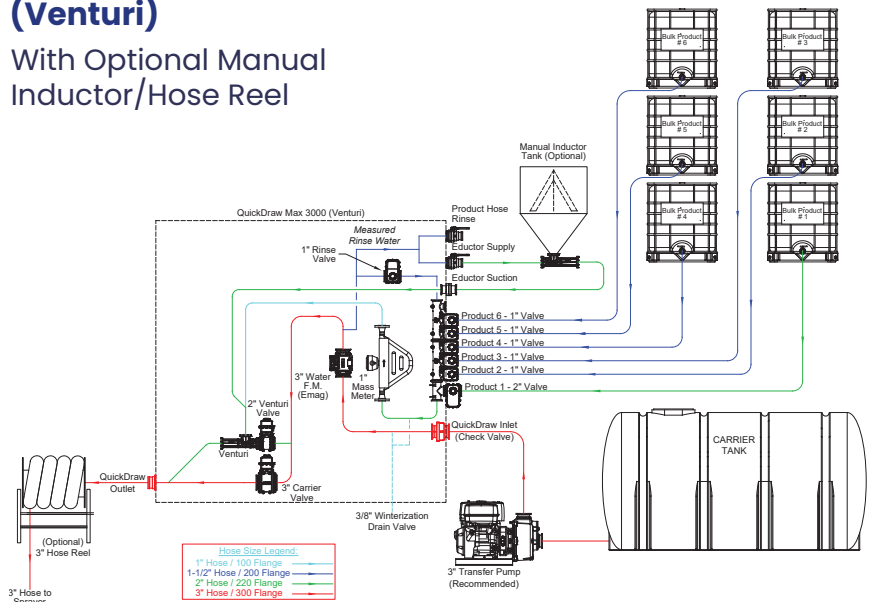 (Venturi)
With Optional Manual
Inductor/Hose Reel
Bulk Product
# 6
Bulk Product
# 3
Bulk Product
# 5
Bulk Product
# 2
Bulk Product
# 4
Bulk Product
# 1
Manual Inductor
Tank (Optional)
QuickDraw Max 3000 (Venturi)
Product Hose
Rinse
Measured
Rinse Water
1" Rinse
Valve
Eductor Supply
Eductor Suction
Product 6 - 1" Valve
Product 5 - 1" Valve
Product 4 - 1" Valve
Product 3 - 1" Valve
Product 2 - 1" Valve
Product 1 - 2" Valve
3" Water
F.M.
(Emag)
1"
Mass
Meter
2" Venturi
Valve
Venturi
QuickDraw Inlet
(Check Valve)
CARRIER
TANK
QuickDraw
Outlet
3" Carrier
Valve
3/8" Winterization
Drain Valve
(Optional)
3" Hose Reel
Hose Size Legend:
1" Hose / 100 Flange
1-1/2" Hose / 200 Flange
2" Hose / 220 Flange
3" Hose / 300 Flange
3" Transfer Pump
(Recommended)
3" Hose to
Sprayer